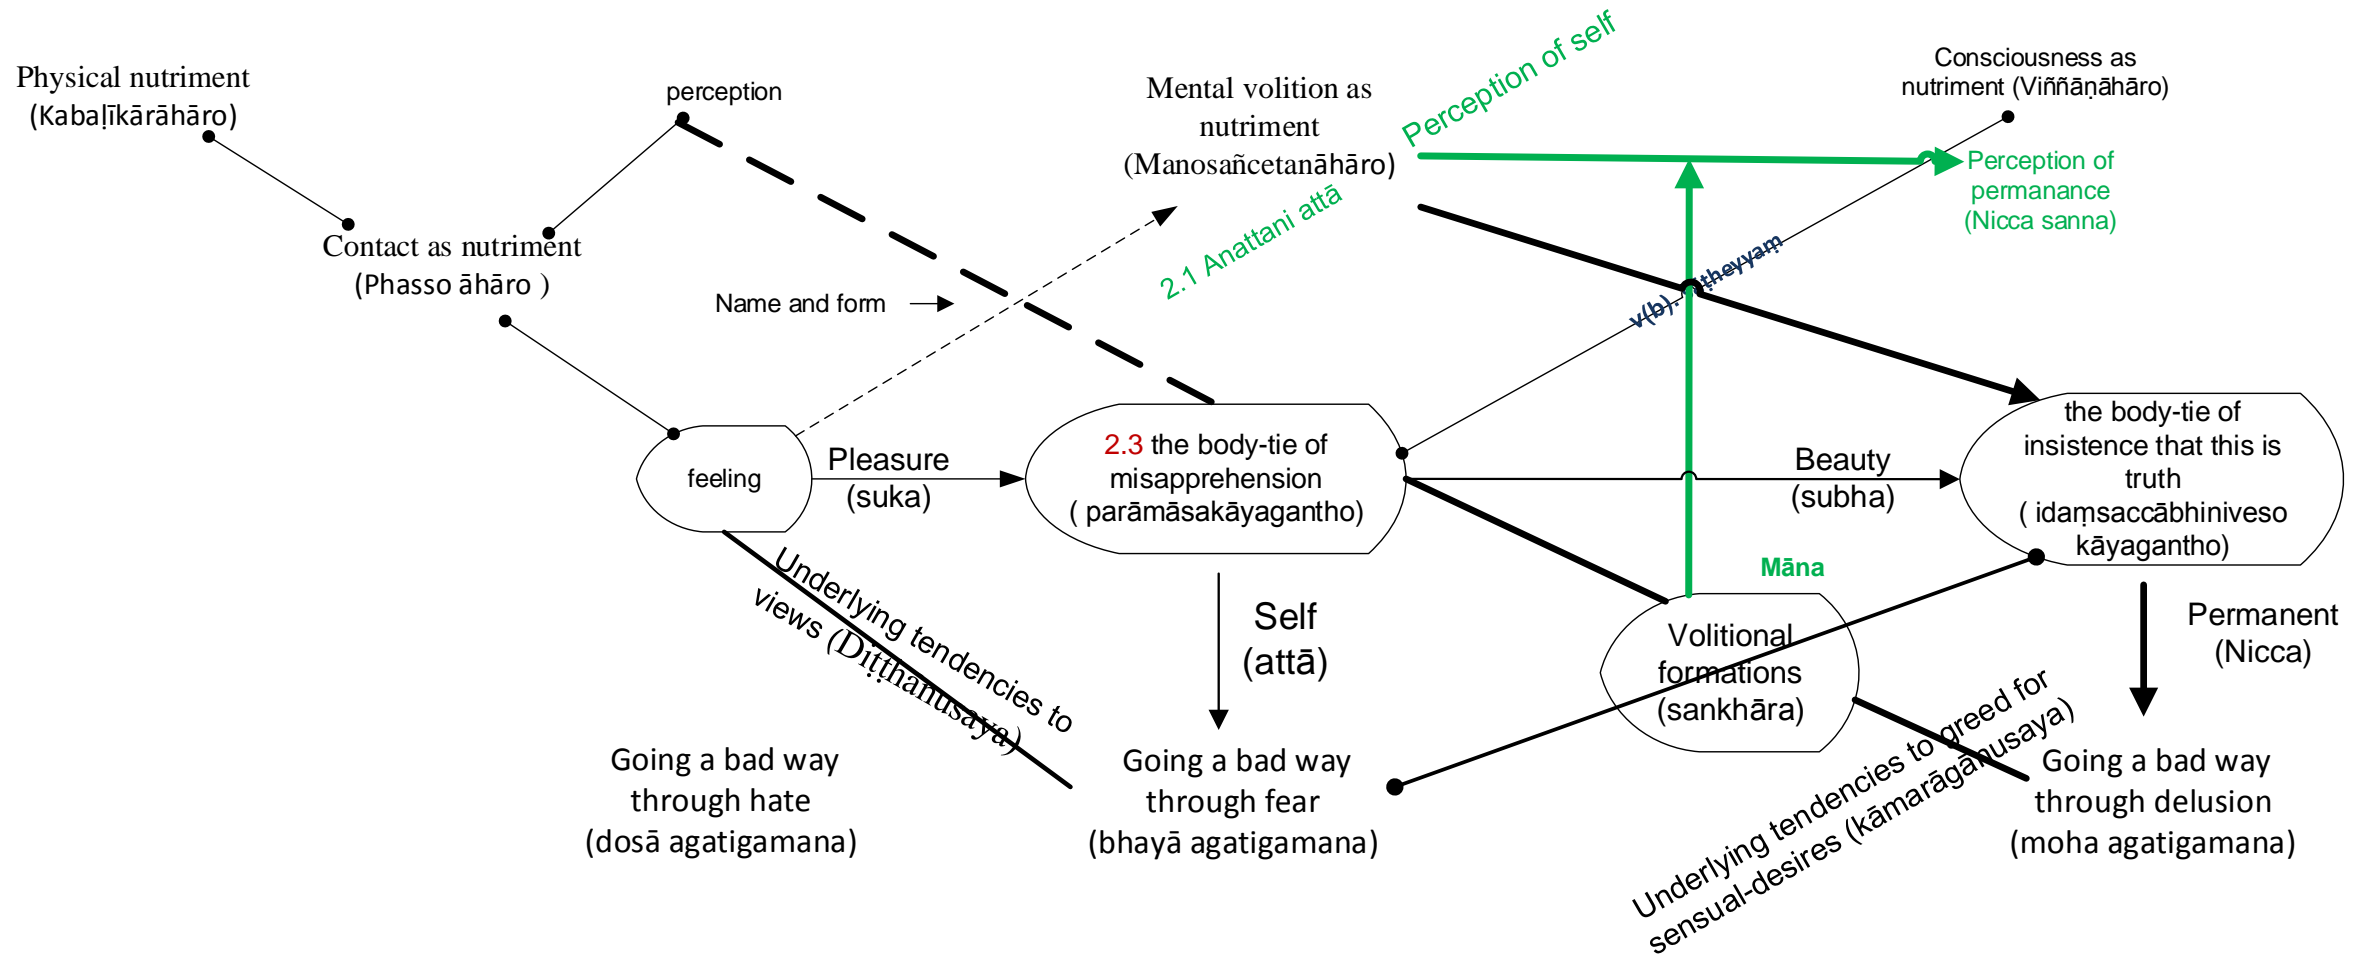 Physical nutriment
(Kabaḷīkārāhāro)
perception
Mental volition as
nutriment
(Manosañcetanāhāro)
Perception of self
Consciousness as
nutriment (Viññāṇāhāro)
Perception of
permanance
(Nicca sanna)
Contact as nutriment
(Phasso āhāro )
2.1 Anattani attā
Name and form
v(b).
feeling
Pleasure
(suka)
2.3 the body-tie of
misapprehension
( parāmāsakāyagantho)
Beauty
(subha)
the body-tie of
insistence that this is
truth
( idaṃsaccābhiniveso
kāyagantho)
Underlying tendencies to
views (Diṭṭhanusaya)
Self
(attā)
Māna
Volitional
formations
(sankhāra)
Permanent
(Nicca)
Underlying tendencies to greed for
sensual-desires (kāmarāgānusaya)
Going a bad way
through hate
(dosā agatigamana)
Going a bad way
through fear
(bhayā agatigamana)
Going a bad way
through delusion
(moha agatigamana)